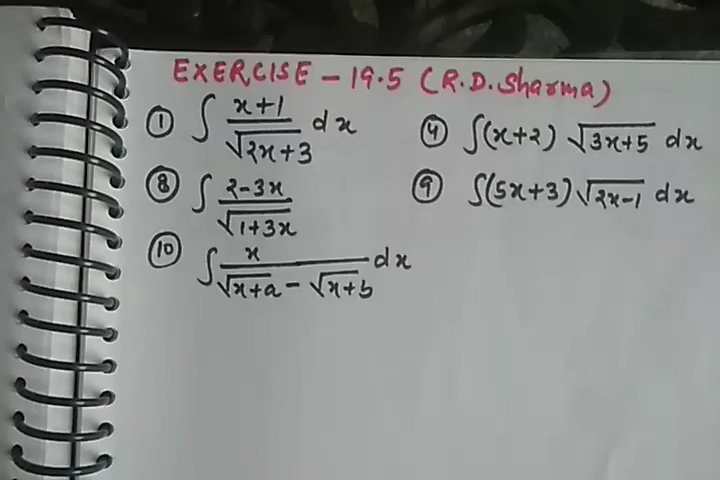 EXERCISE - 19.5 (R.D. Sharma)
① ∫ (x+1)/√(2x+3) dx ④ ∫(x+2) √(3x+5) dx
⑧ ∫ (2-3x)/√(1+3x) ⑨ ∫(5x+3) √(2x-1) dx
⑩ ∫ x/(√(x+a) - √(x+b)) dx